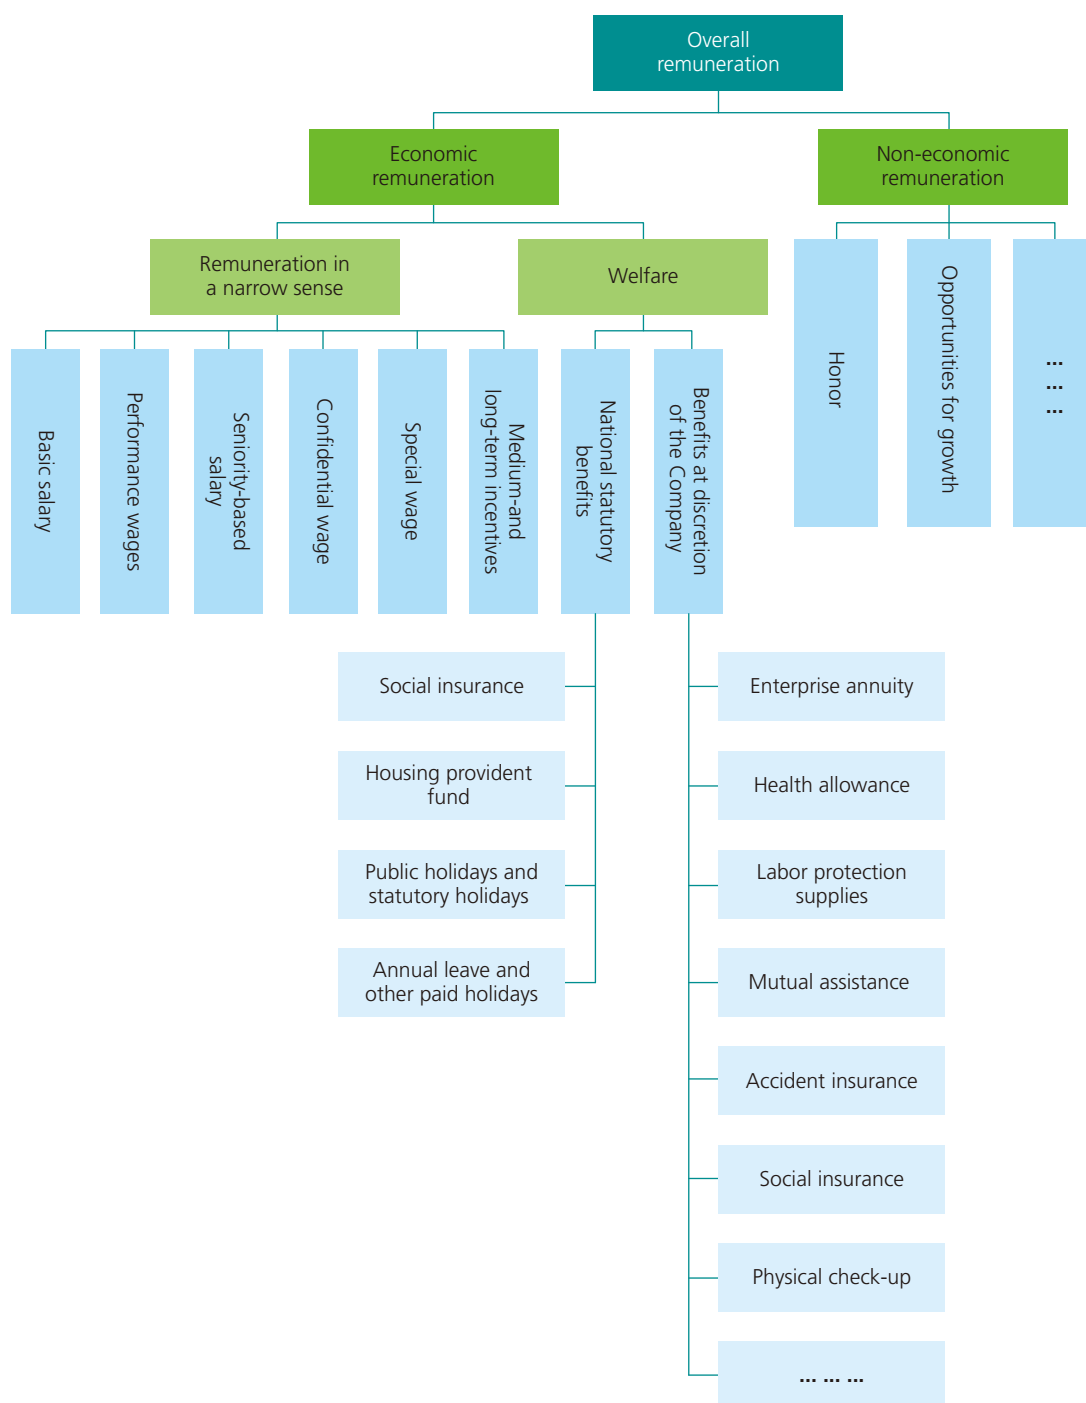 Overall
remuneration
Economic
remuneration
Non-economic
remuneration
Remuneration in
a narrow sense
Welfare
Basic salary
Performance wages
Seniority-based
salary
Confidential wage
Special wage
Medium-and
long-term incentives
National statutory
benefits
Benefits at discretion
of the Company
Honor
Opportunities for growth
...
...
...
Social insurance
Housing provident
fund
Public holidays and
statutory holidays
Annual leave and
other paid holidays
Enterprise annuity
Health allowance
Labor protection
supplies
Mutual assistance
Accident insurance
Social insurance
Physical check-up
... ... ...